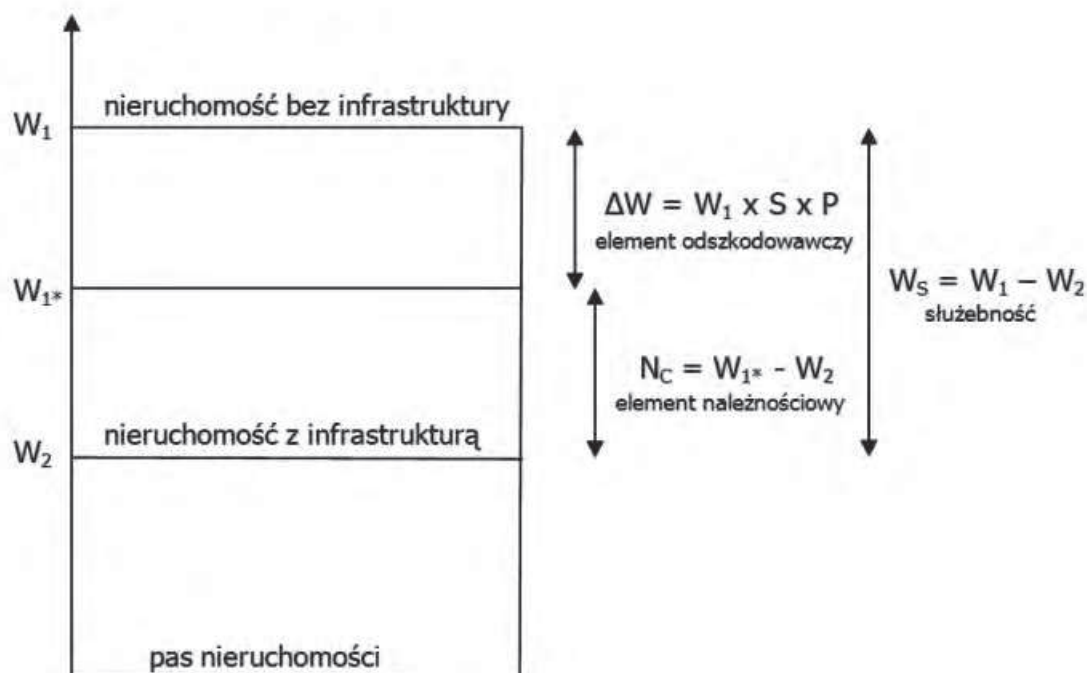 nieruchomość bez infrastruktury
W₁
ΔW = W₁ x S x P
element odszkodowawczy
W₁*
W_S = W₁ – W₂
służebność
N_C = W₁* - W₂
element należnościowy
nieruchomość z infrastrukturą
W₂
pas nieruchomości